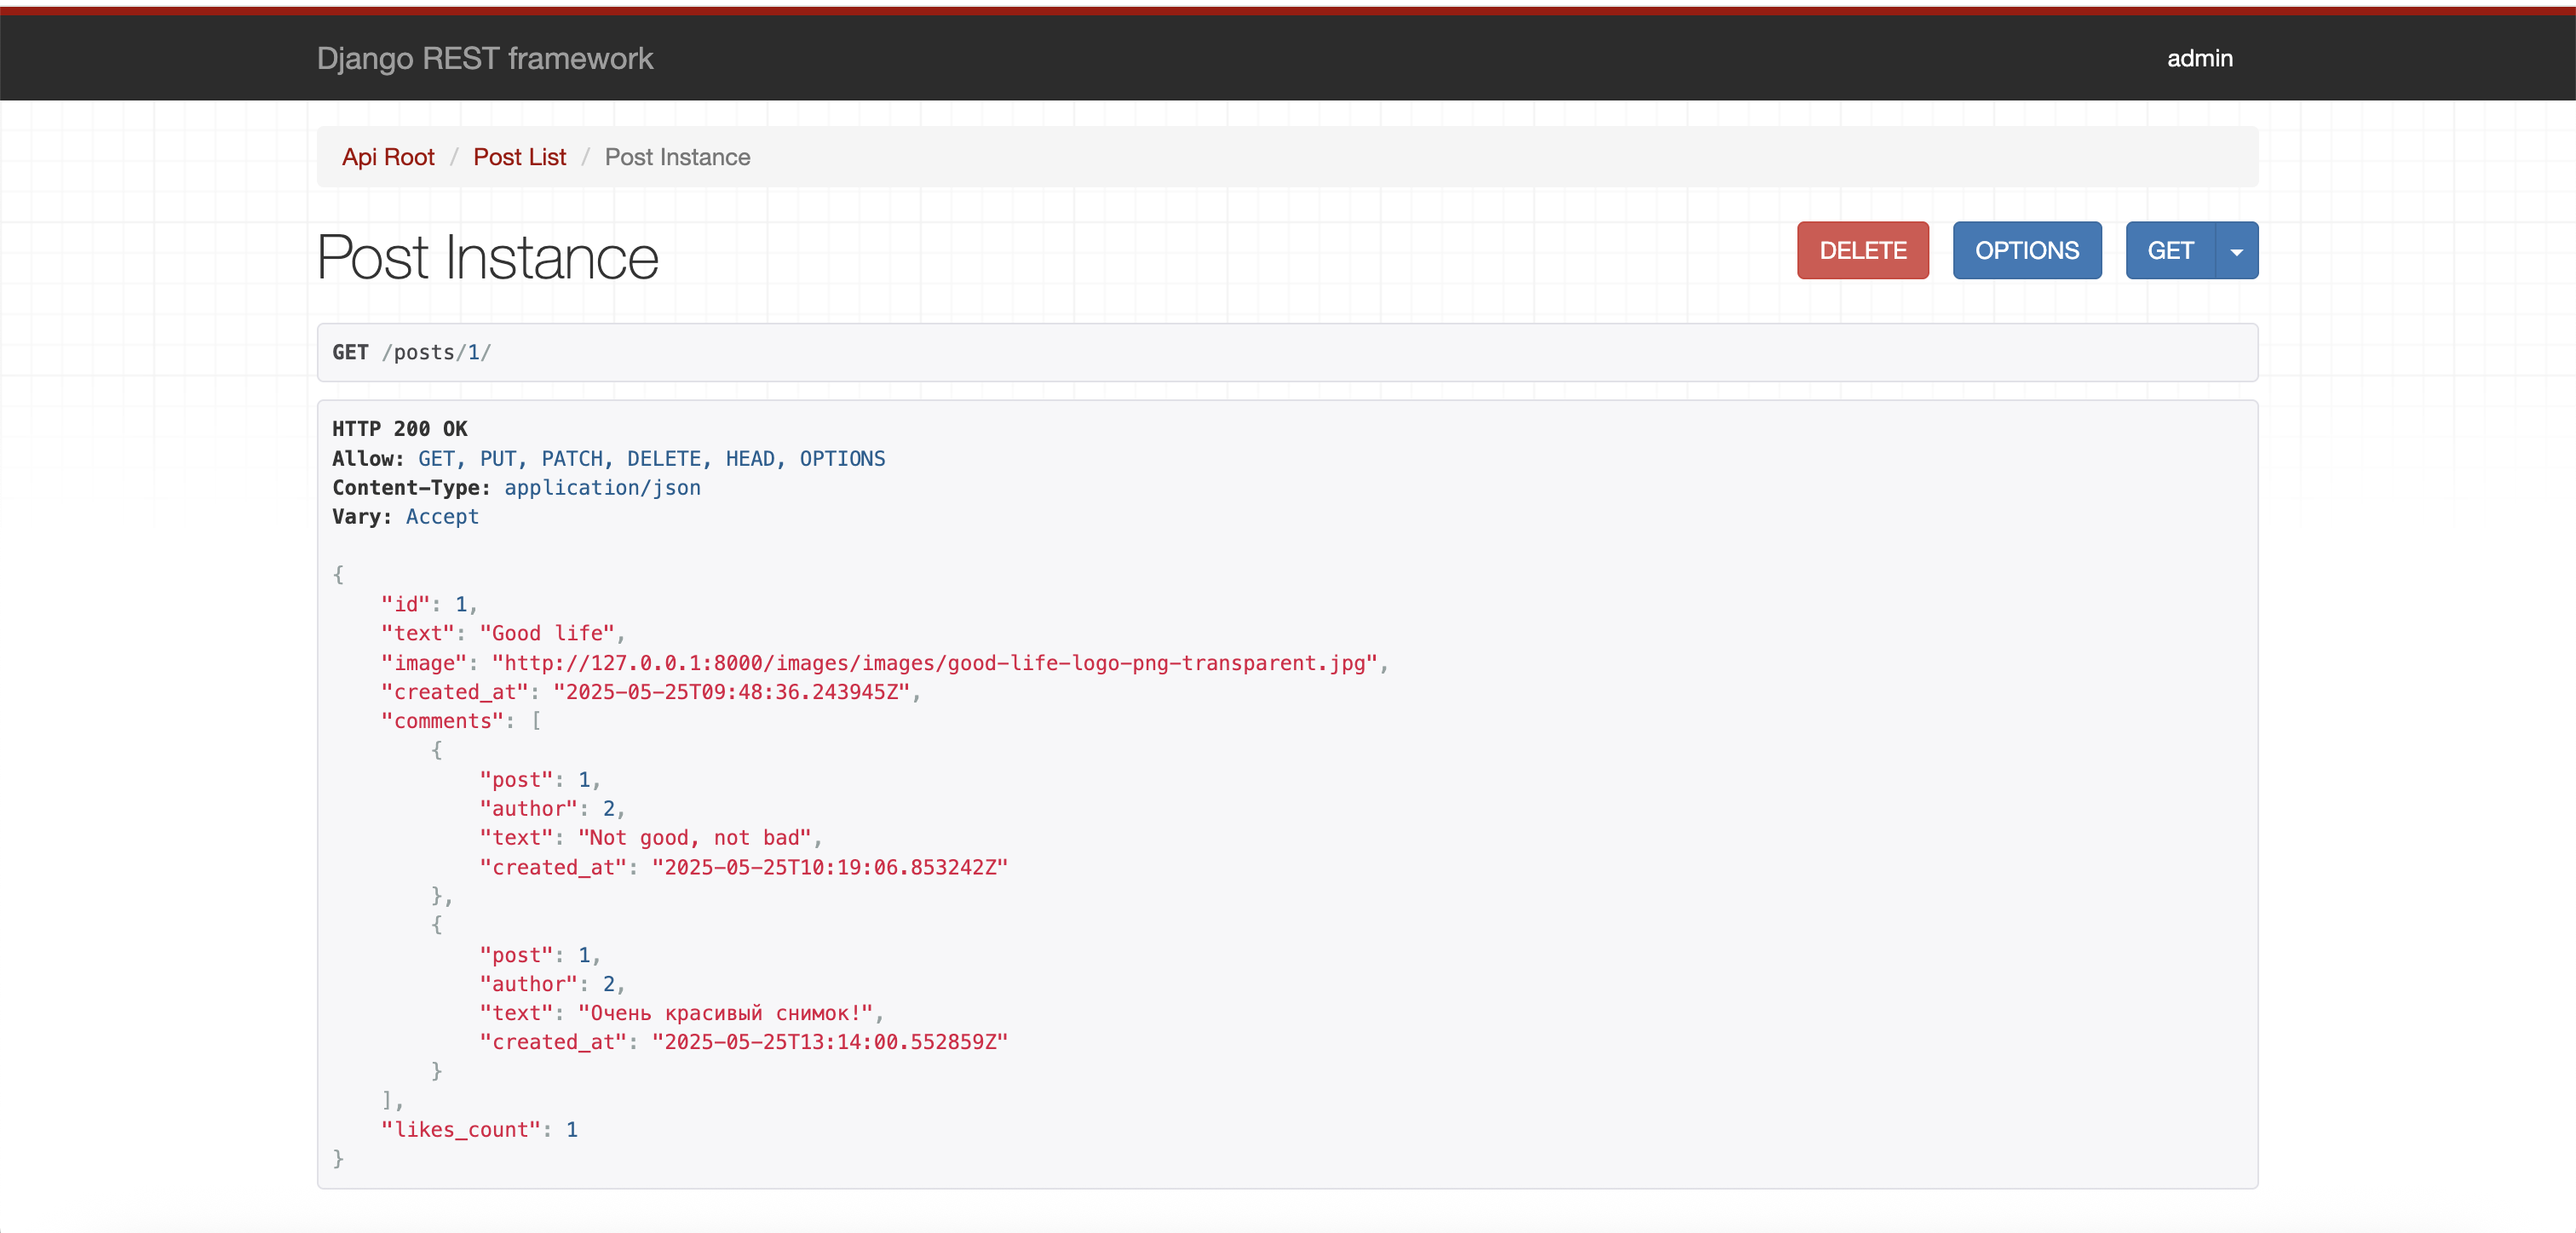 Django REST framework
admin
Api Root / Post List / Post Instance
Post Instance
DELETE
OPTIONS
GET
GET /posts/1/
HTTP 200 OK
Allow: GET, PUT, PATCH, DELETE, HEAD, OPTIONS
Content-Type: application/json
Vary: Accept
{
    "id": 1,
    "text": "Good life",
    "image": "http://127.0.0.1:8000/images/images/good-life-logo-png-transparent.jpg",
    "created_at": "2025-05-25T09:48:36.243945Z",
    "comments": [
        {
            "post": 1,
            "author": 2,
            "text": "Not good, not bad",
            "created_at": "2025-05-25T10:19:06.853242Z"
        },
        {
            "post": 1,
            "author": 2,
            "text": "Очень красивый снимок!",
            "created_at": "2025-05-25T13:14:00.552859Z"
        }
    ],
    "likes_count": 1
}